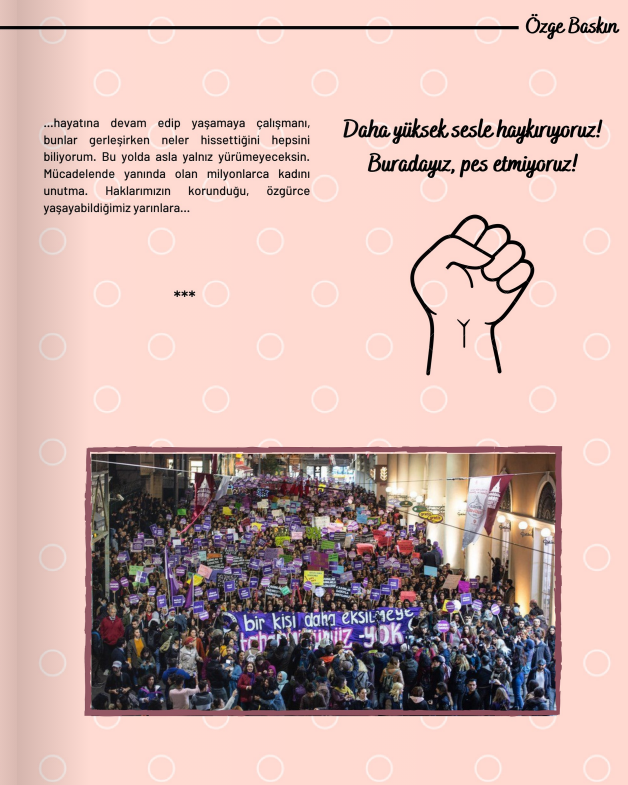 Özge Baskın
...hayatına devam edip yaşamaya çalışmanı,
bunlar gerleşirken neler hissettiğini hepsini
biliyorum. Bu yolda asla yalnız yürümeyeceksin.
Mücadelende yanında olan milyonlarca kadını
unutma. Haklarımızın korunduğu, özgürce
yaşayabildiğimiz yarınlara...
***
Daha yüksek sesle haykırıyoruz!
Buradayız, pes etmiyoruz!
bir kişi daha eksilmeye
YOK